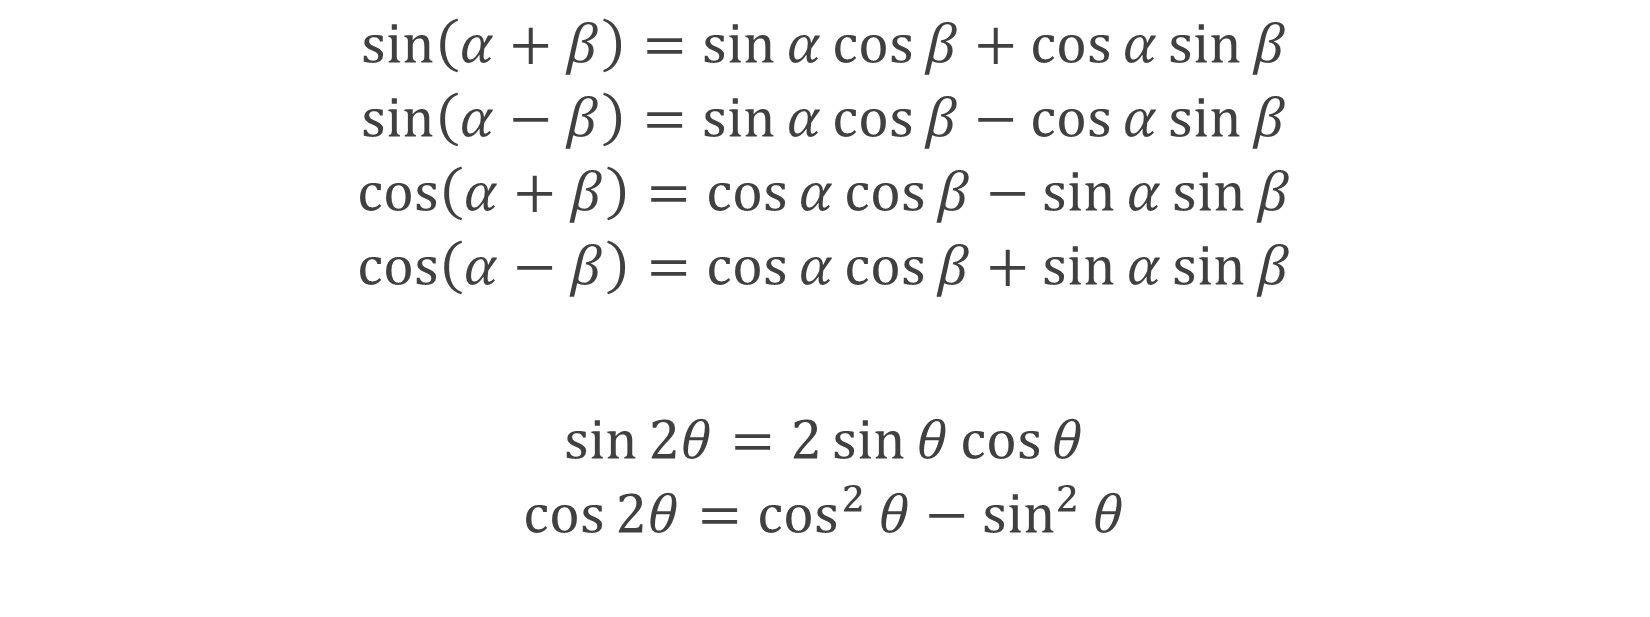 sin(α + β) = sin α cos β + cos α sin β
sin(α − β) = sin α cos β − cos α sin β
cos(α + β) = cos α cos β − sin α sin β
cos(α − β) = cos α cos β + sin α sin β
sin 2θ = 2 sin θ cos θ
cos 2θ = cos² θ − sin² θ